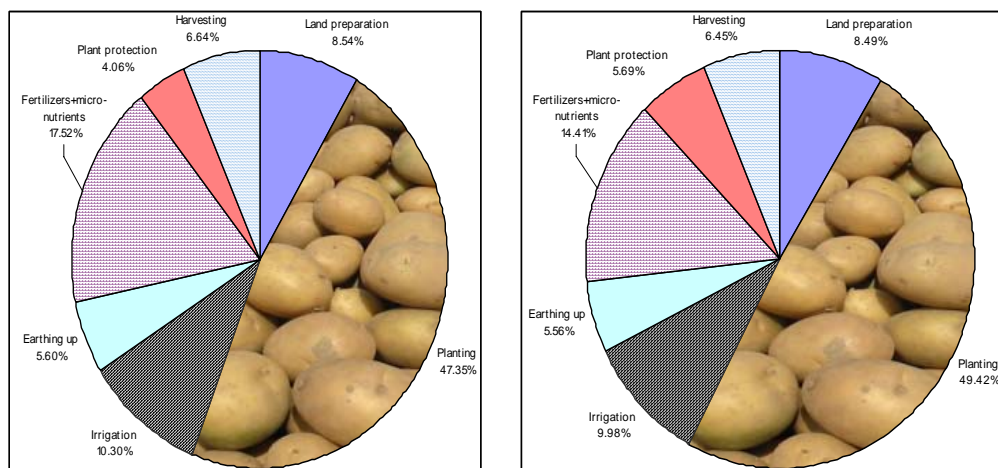 Harvesting
6.64%
Land preparation
8.54%
Plant protection
4.06%
Fertilizers+micro-
nutrients
17.52%
Earthing up
5.60%
Irrigation
10.30%
Planting
47.35%
Harvesting
6.45%
Land preparation
8.49%
Plant protection
5.69%
Fertilizers+micro-
nutrients
14.41%
Earthing up
5.56%
Irrigation
9.98%
Planting
49.42%